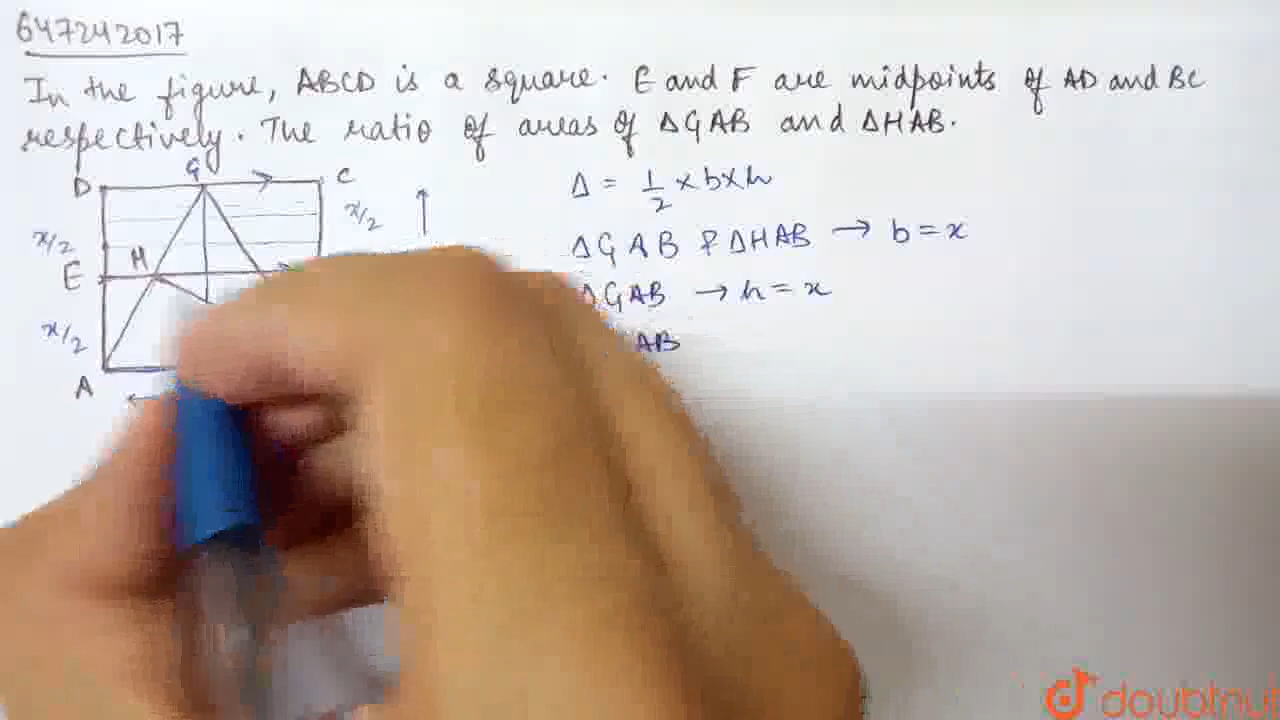 647242017
In the figure, ABCD is a square. E and F are midpoints of AD and BC
respectively. The ratio of areas of ΔGAB and ΔHAB.
D G C
x/2 x/2
E H
x/2
A
Δ = 1/2 × b × h
ΔGAB & ΔHAB → b = x
ΔGAB → h = x
AB
doubtnut